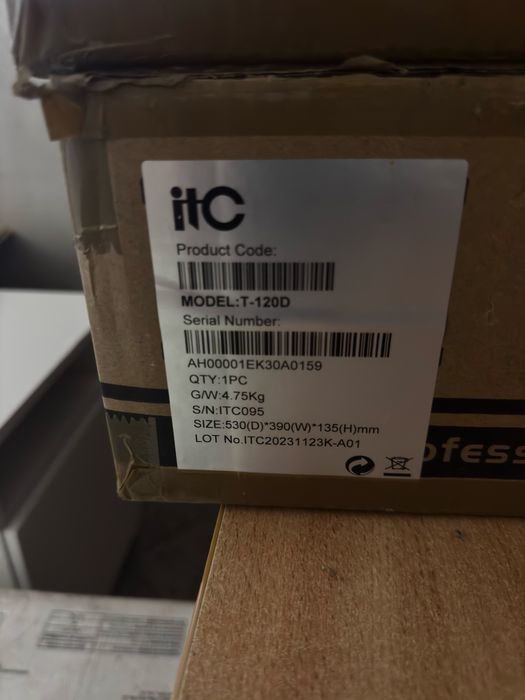 itC
Product Code:
MODEL:T-120D
Serial Number:
AH00001EK30A0159
QTY:1PC
G/W:4.75Kg
S/N:ITC095
SIZE:530(D)*390(W)*135(H)mm
LOT No.ITC20231123K-A01
ofess